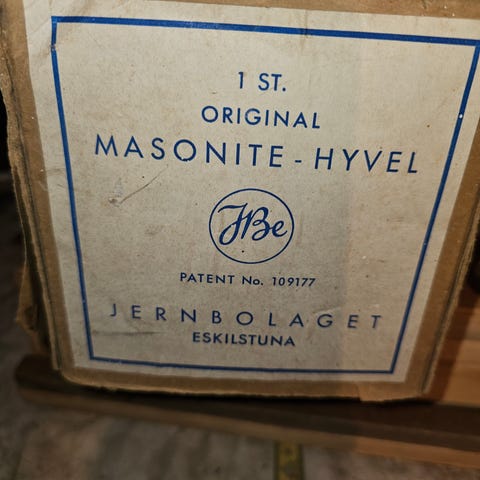 1 ST.
ORIGINAL
MASONITE - HYVEL
JBe
PATENT No. 109177
JERNBOLAGET
ESKILSTUNA